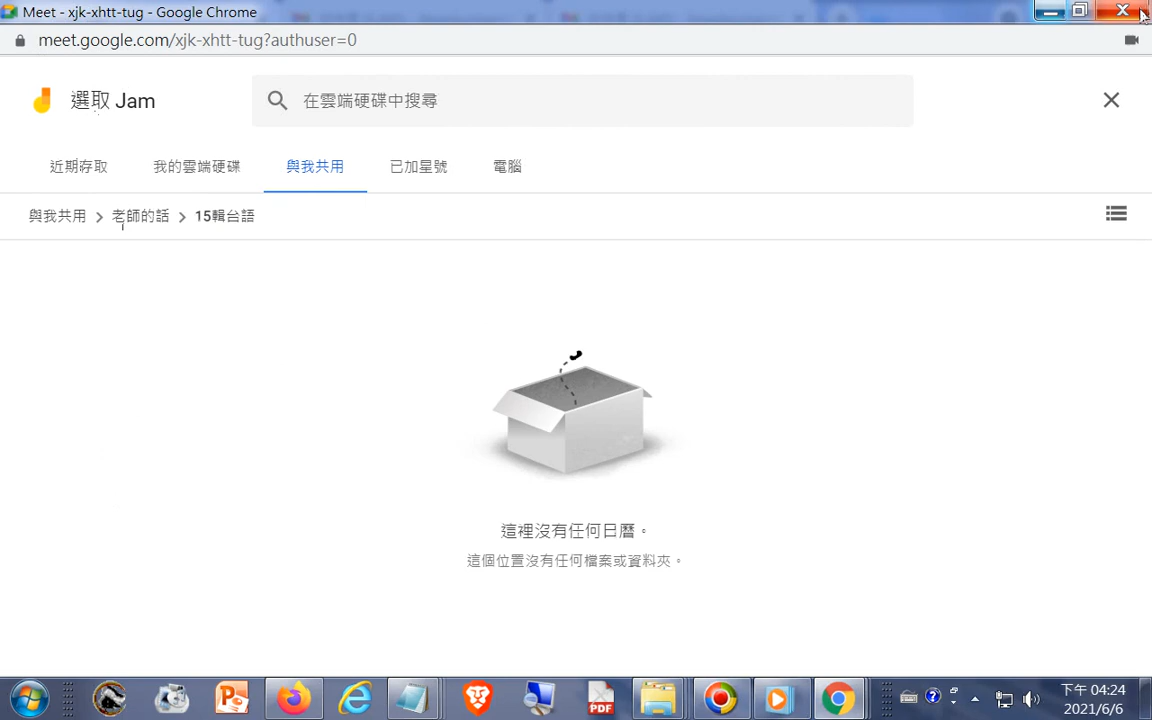 Meet - xjk-xhtt-tug - Google Chrome
meet.google.com/xjk-xhtt-tug?authuser=0
選取 Jam
在雲端硬碟中搜尋
近期存取 我的雲端硬碟 與我共用 已加星號 電腦
與我共用 > 老師的話 > 15輯台語
這裡沒有任何日曆。
這個位置沒有任何檔案或資料夾。
PDF
下午 04:24
2021/6/6